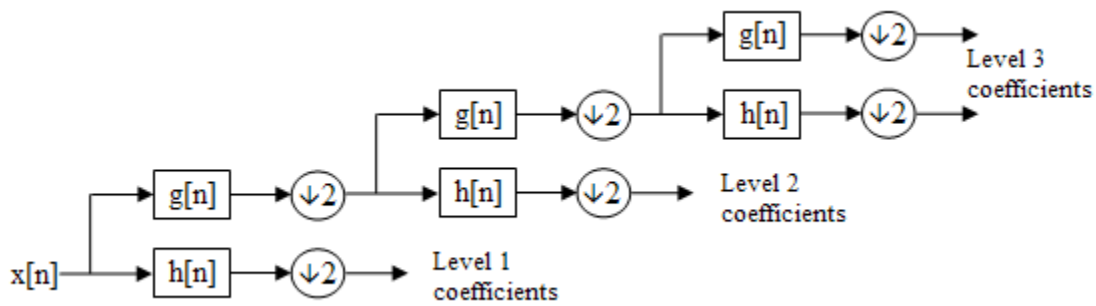 g[n] ↓2
Level 3
coefficients
g[n] ↓2 h[n] ↓2
g[n] ↓2 h[n] ↓2
Level 2
coefficients
x[n] h[n] ↓2
Level 1
coefficients